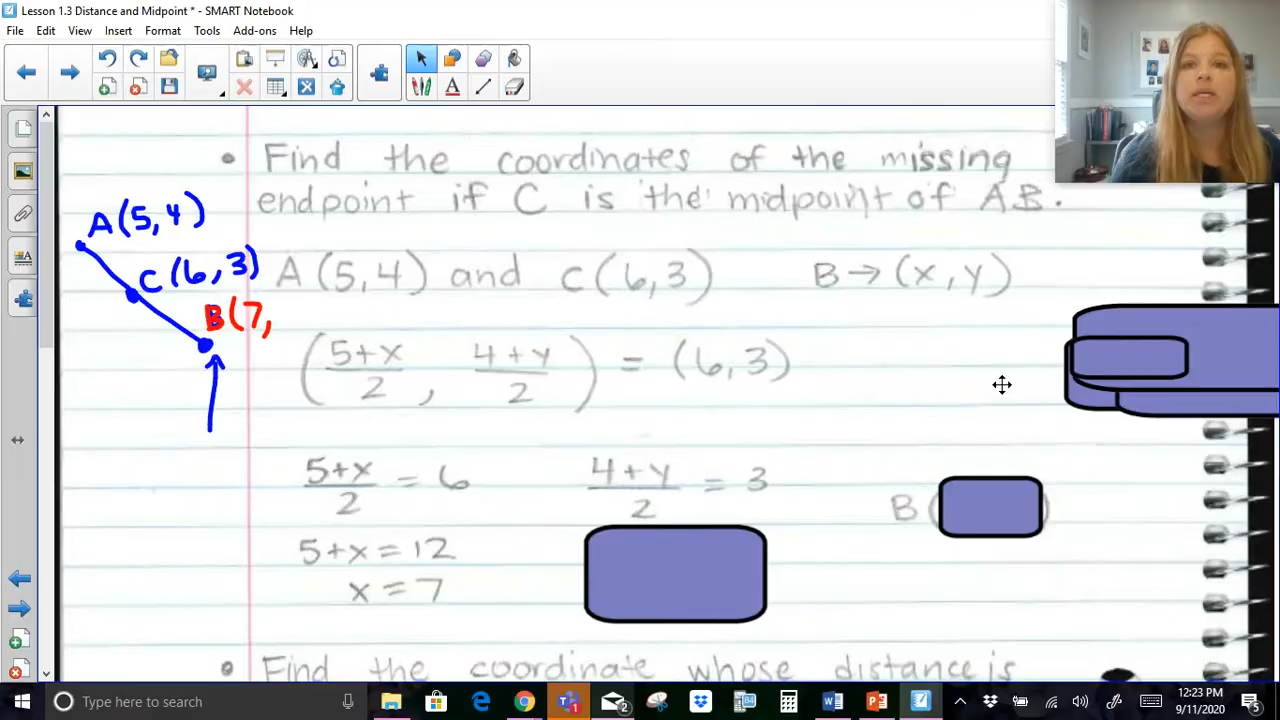 Lesson 1.3 Distance and Midpoint * - SMART Notebook
File Edit View Insert Format Tools Add-ons Help
• Find the coordinates of the missing
endpoint if C is the midpoint of AB.
A(5,4)
C(6,3)
B(7,
A(5,4) and C(6,3) B→(x,y)
(5+x/2, 4+y/2) = (6,3)
5+x/2 = 6 4+y/2 = 3 B( )
5+x=12
x=7
• Find the coordinate whose distance is
Type here to search
12:23 PM
9/11/2020
1
2
5